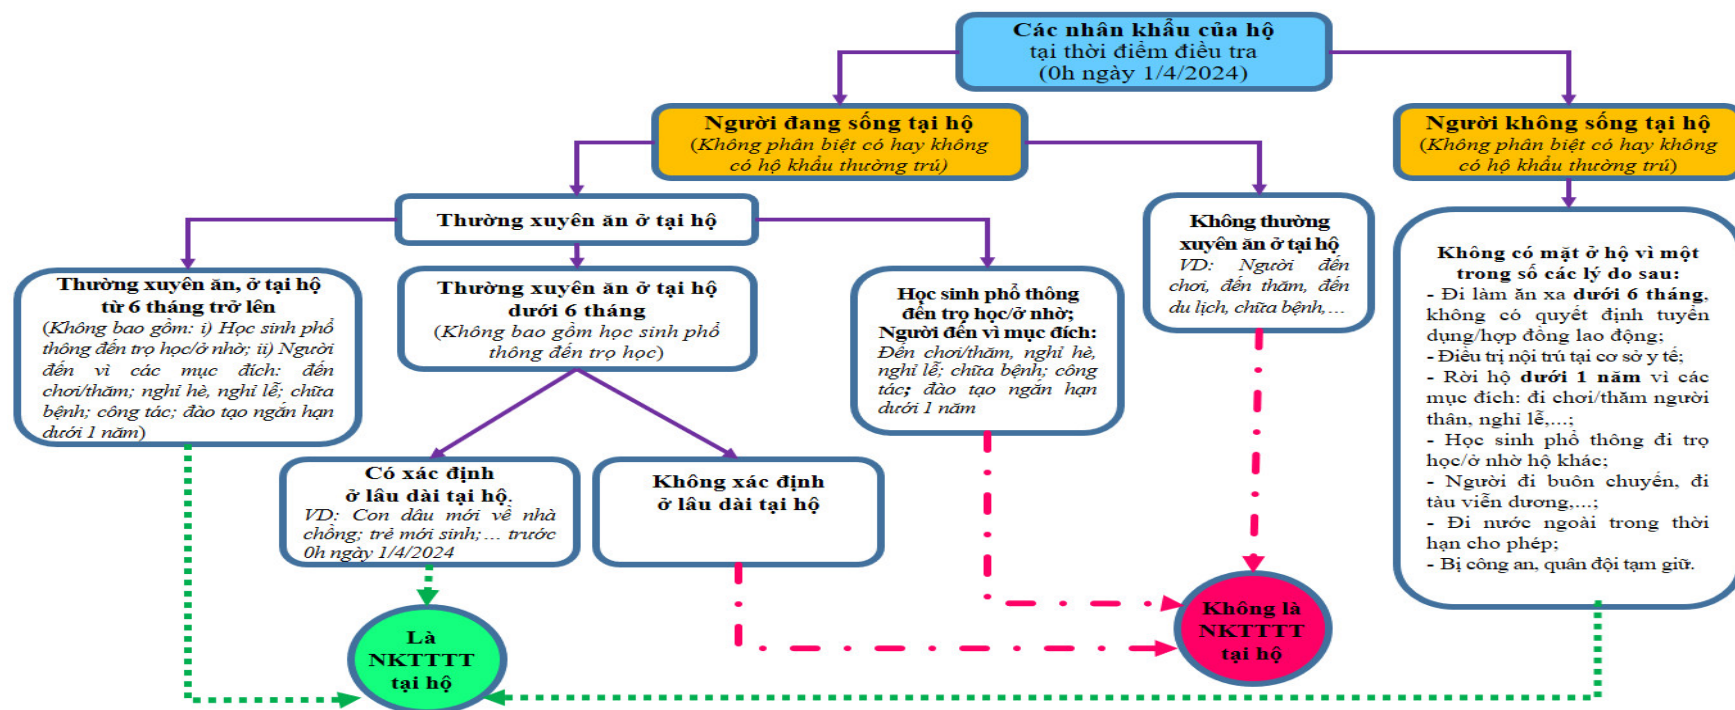 Các nhân khẩu của hộ
tại thời điểm điều tra
(0h ngày 1/4/2024)
Người đang sống tại hộ
(Không phân biệt có hay không
có hộ khẩu thường trú)
Người không sống tại hộ
(Không phân biệt có hay không
có hộ khẩu thường trú)
Thường xuyên ăn ở tại hộ
Không thường
xuyên ăn ở tại hộ
VD: Người đến
chơi, đến thăm, đến
du lịch, chữa bệnh,...
Thường xuyên ăn, ở tại hộ
từ 6 tháng trở lên
(Không bao gồm: i) Học sinh phổ
thông đến trọ học/ở nhờ; ii) Người
đến vì các mục đích: đến
chơi/thăm; nghỉ hè, nghỉ lễ; chữa
bệnh; công tác; đào tạo ngắn hạn
dưới 1 năm)
Thường xuyên ăn ở tại hộ
dưới 6 tháng
(Không bao gồm học sinh phổ
thông đến trọ học)
Học sinh phổ thông
đến trọ học/ở nhờ;
Người đến vì mục đích:
Đến chơi/thăm, nghỉ hè,
nghỉ lễ; chữa bệnh; công
tác; đào tạo ngắn hạn
dưới 1 năm
Không có mặt ở hộ vì một
trong số các lý do sau:
- Đi làm ăn xa dưới 6 tháng,
không có quyết định tuyển
dụng/hợp đồng lao động;
- Điều trị nội trú tại cơ sở y tế;
- Rời hộ dưới 1 năm vì các
mục đích: đi chơi/thăm người
thân, nghỉ lễ,...;
- Học sinh phổ thông đi trọ
học/ở nhờ hộ khác;
- Người đi buôn chuyến, đi
tàu viễn dương,...;
- Đi nước ngoài trong thời
hạn cho phép;
- Bị công an, quân đội tạm giữ.
Có xác định
ở lâu dài tại hộ.
VD: Con dâu mới về nhà
chồng; trẻ mới sinh;... trước
0h ngày 1/4/2024
Không xác định
ở lâu dài tại hộ
Là
NKTTTT
tại hộ
Không là
NKTTTT
tại hộ